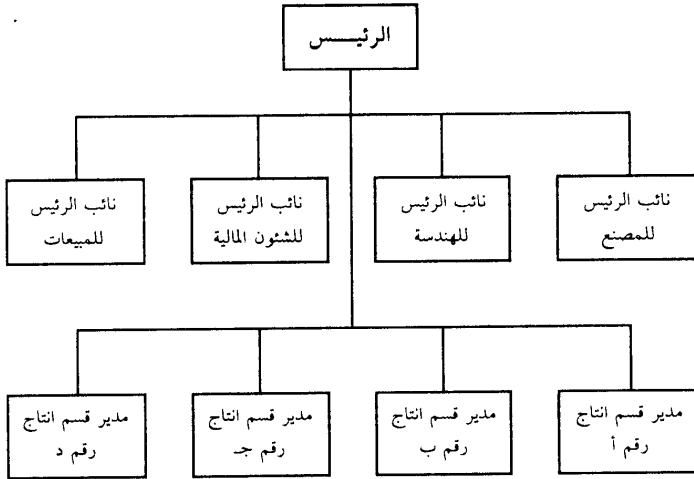 الرئيـــس
نائب الرئيس
للمصنع
نائب الرئيس
للهندسة
نائب الرئيس
للشئون المالية
نائب الرئيس
للمبيعات
مدير قسم انتاج
رقم أ
مدير قسم انتاج
رقم ب
مدير قسم انتاج
رقم جـ
مدير قسم انتاج
رقم د